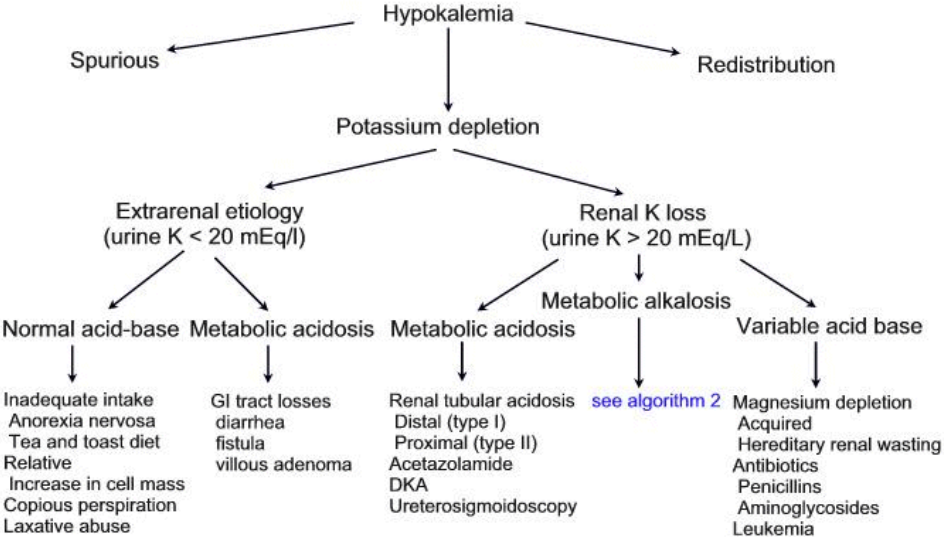 Hypokalemia
Spurious
Redistribution
Potassium depletion
Extrarenal etiology
(urine K < 20 mEq/l)
Renal K loss
(urine K > 20 mEq/L)
Normal acid-base
Metabolic acidosis
Metabolic acidosis
Metabolic alkalosis
Variable acid base
Inadequate intake
Anorexia nervosa
Tea and toast diet
Relative
Increase in cell mass
Copious perspiration
Laxative abuse
GI tract losses
diarrhea
fistula
villous adenoma
Renal tubular acidosis
Distal (type I)
Proximal (type II)
Acetazolamide
DKA
Ureterosigmoidoscopy
see algorithm 2
Magnesium depletion
Acquired
Hereditary renal wasting
Antibiotics
Penicillins
Aminoglycosides
Leukemia